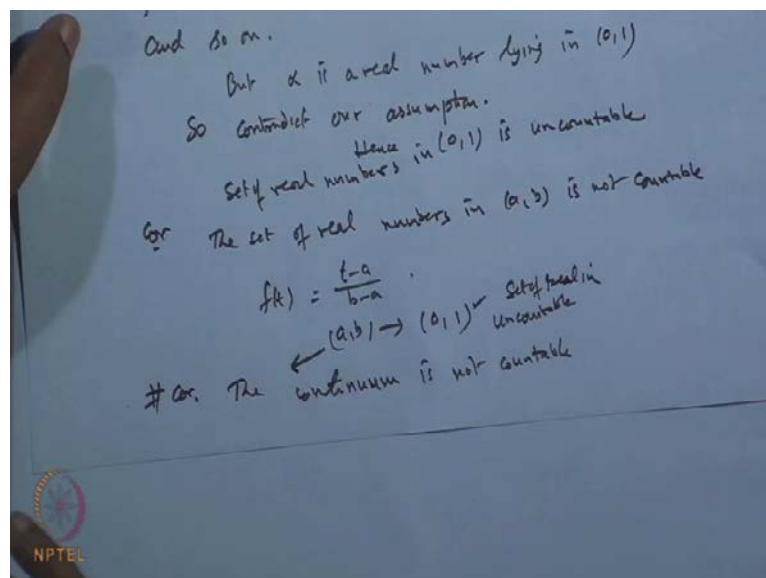 and so on.
But α is a real number lying in (0,1)
So contradict our assumption.
Hence
Set of real numbers in (0,1) is uncountable
Cor The set of real numbers in (a,b) is not countable
f(t) = t-a / b-a .
(a,b) → (0,1) Set of real in
uncountable
# Cor. The continuum is not countable
NPTEL